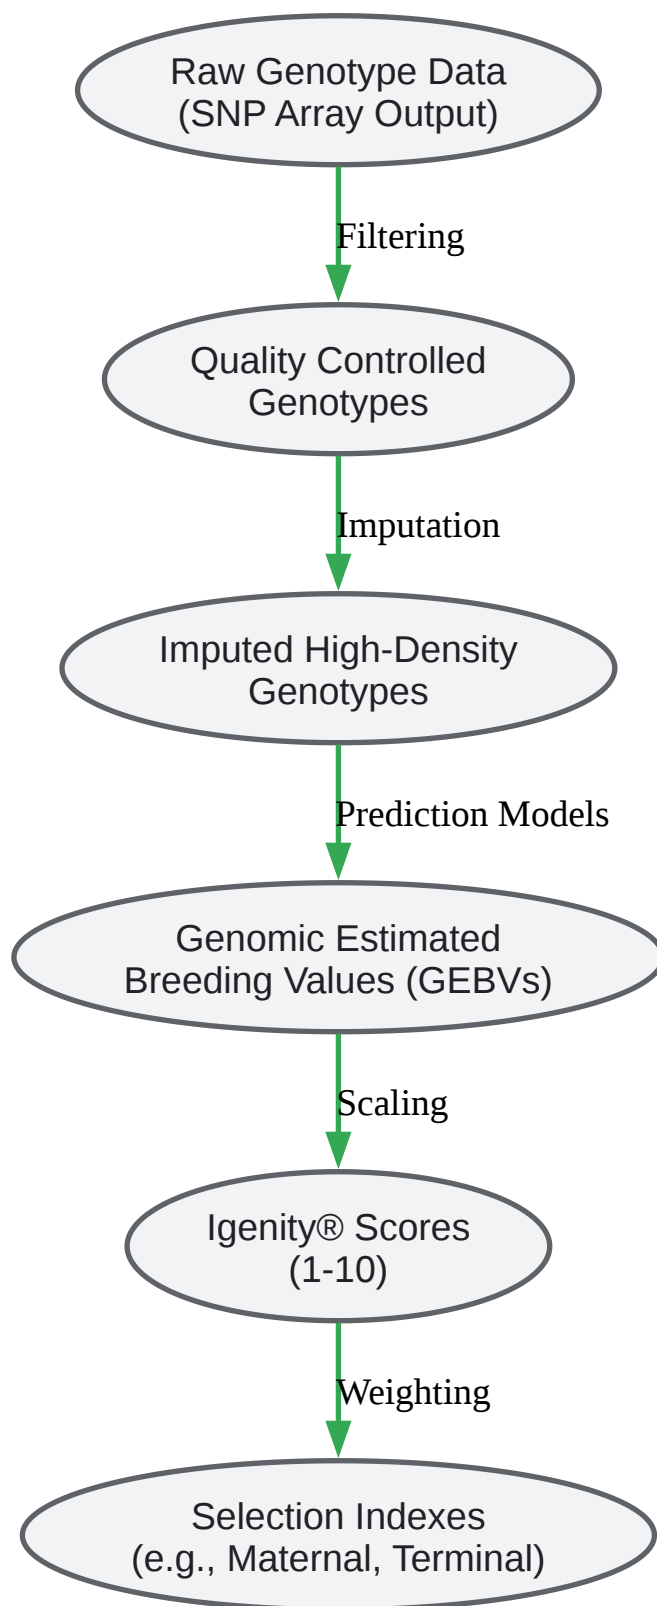 Raw Genotype Data
(SNP Array Output)
Filtering
Quality Controlled
Genotypes
Imputation
Imputed High-Density
Genotypes
Prediction Models
Genomic Estimated
Breeding Values (GEBVs)
Scaling
Igenity® Scores
(1-10)
Weighting
Selection Indexes
(e.g., Maternal, Terminal)